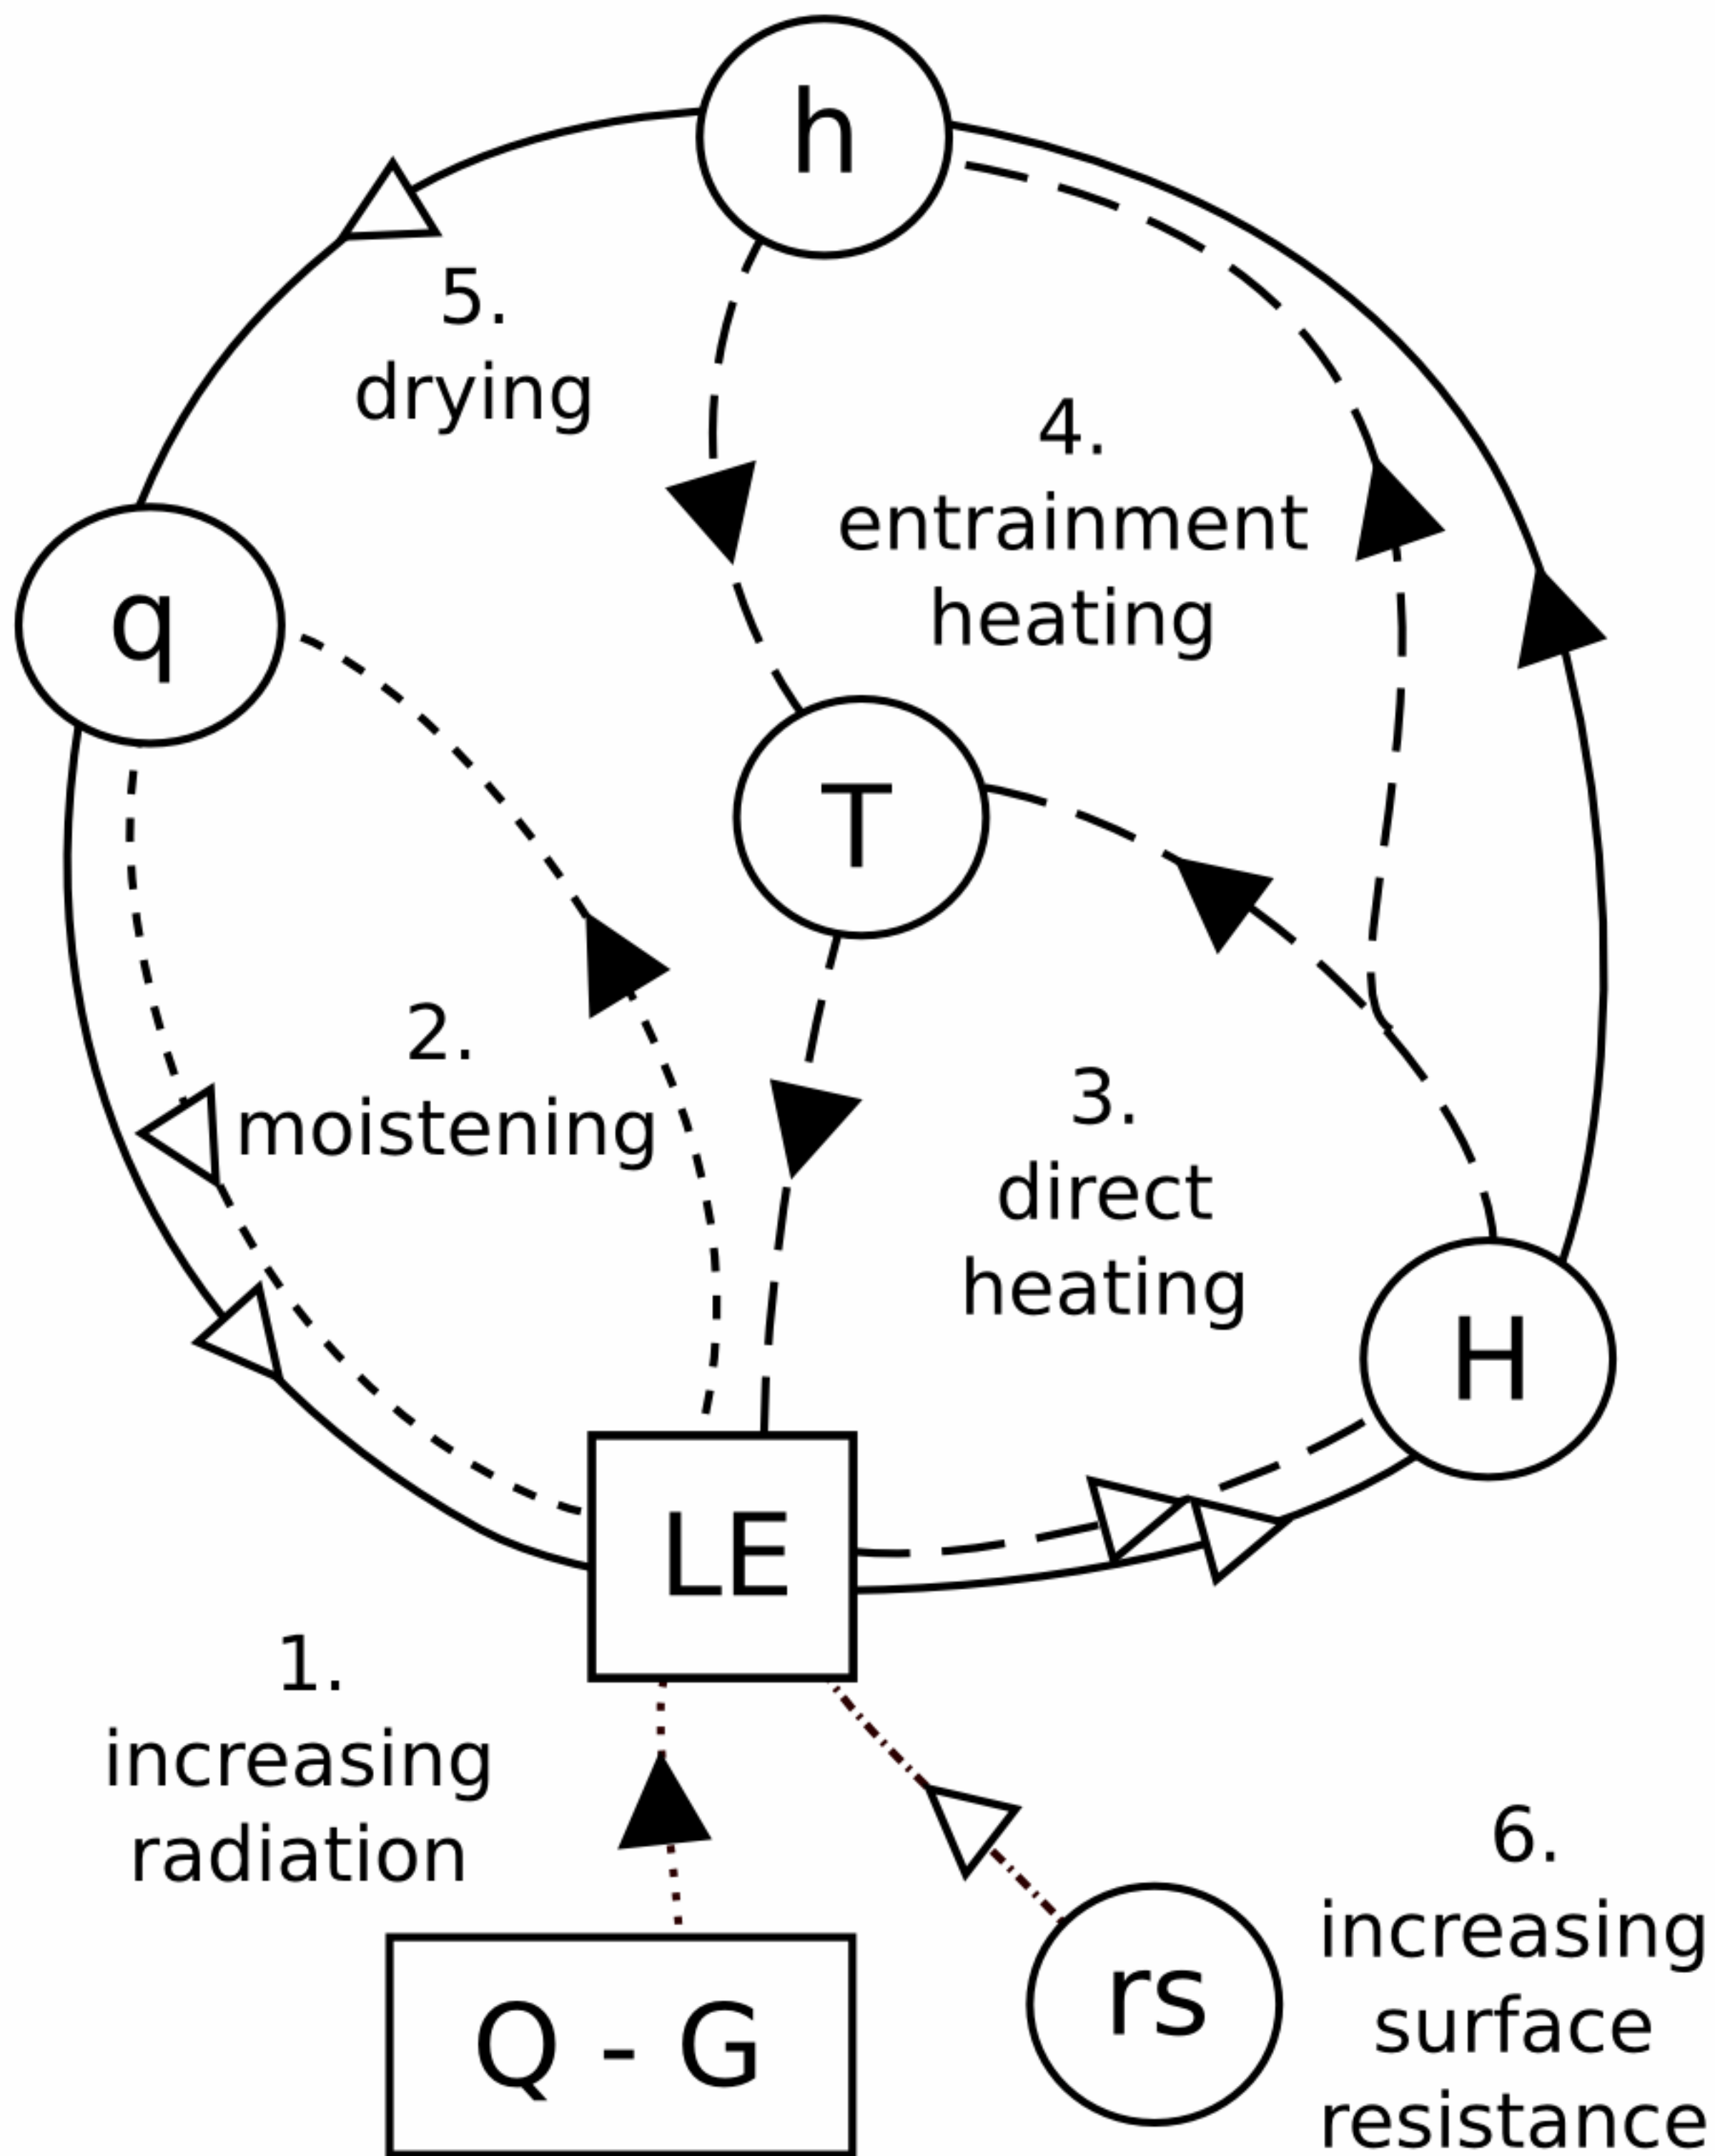 h
5.
drying
4.
entrainment
heating
q
T
2.
moistening
3.
direct
heating
H
LE
1.
increasing
radiation
6.
increasing
surface
resistance
rs
Q - G